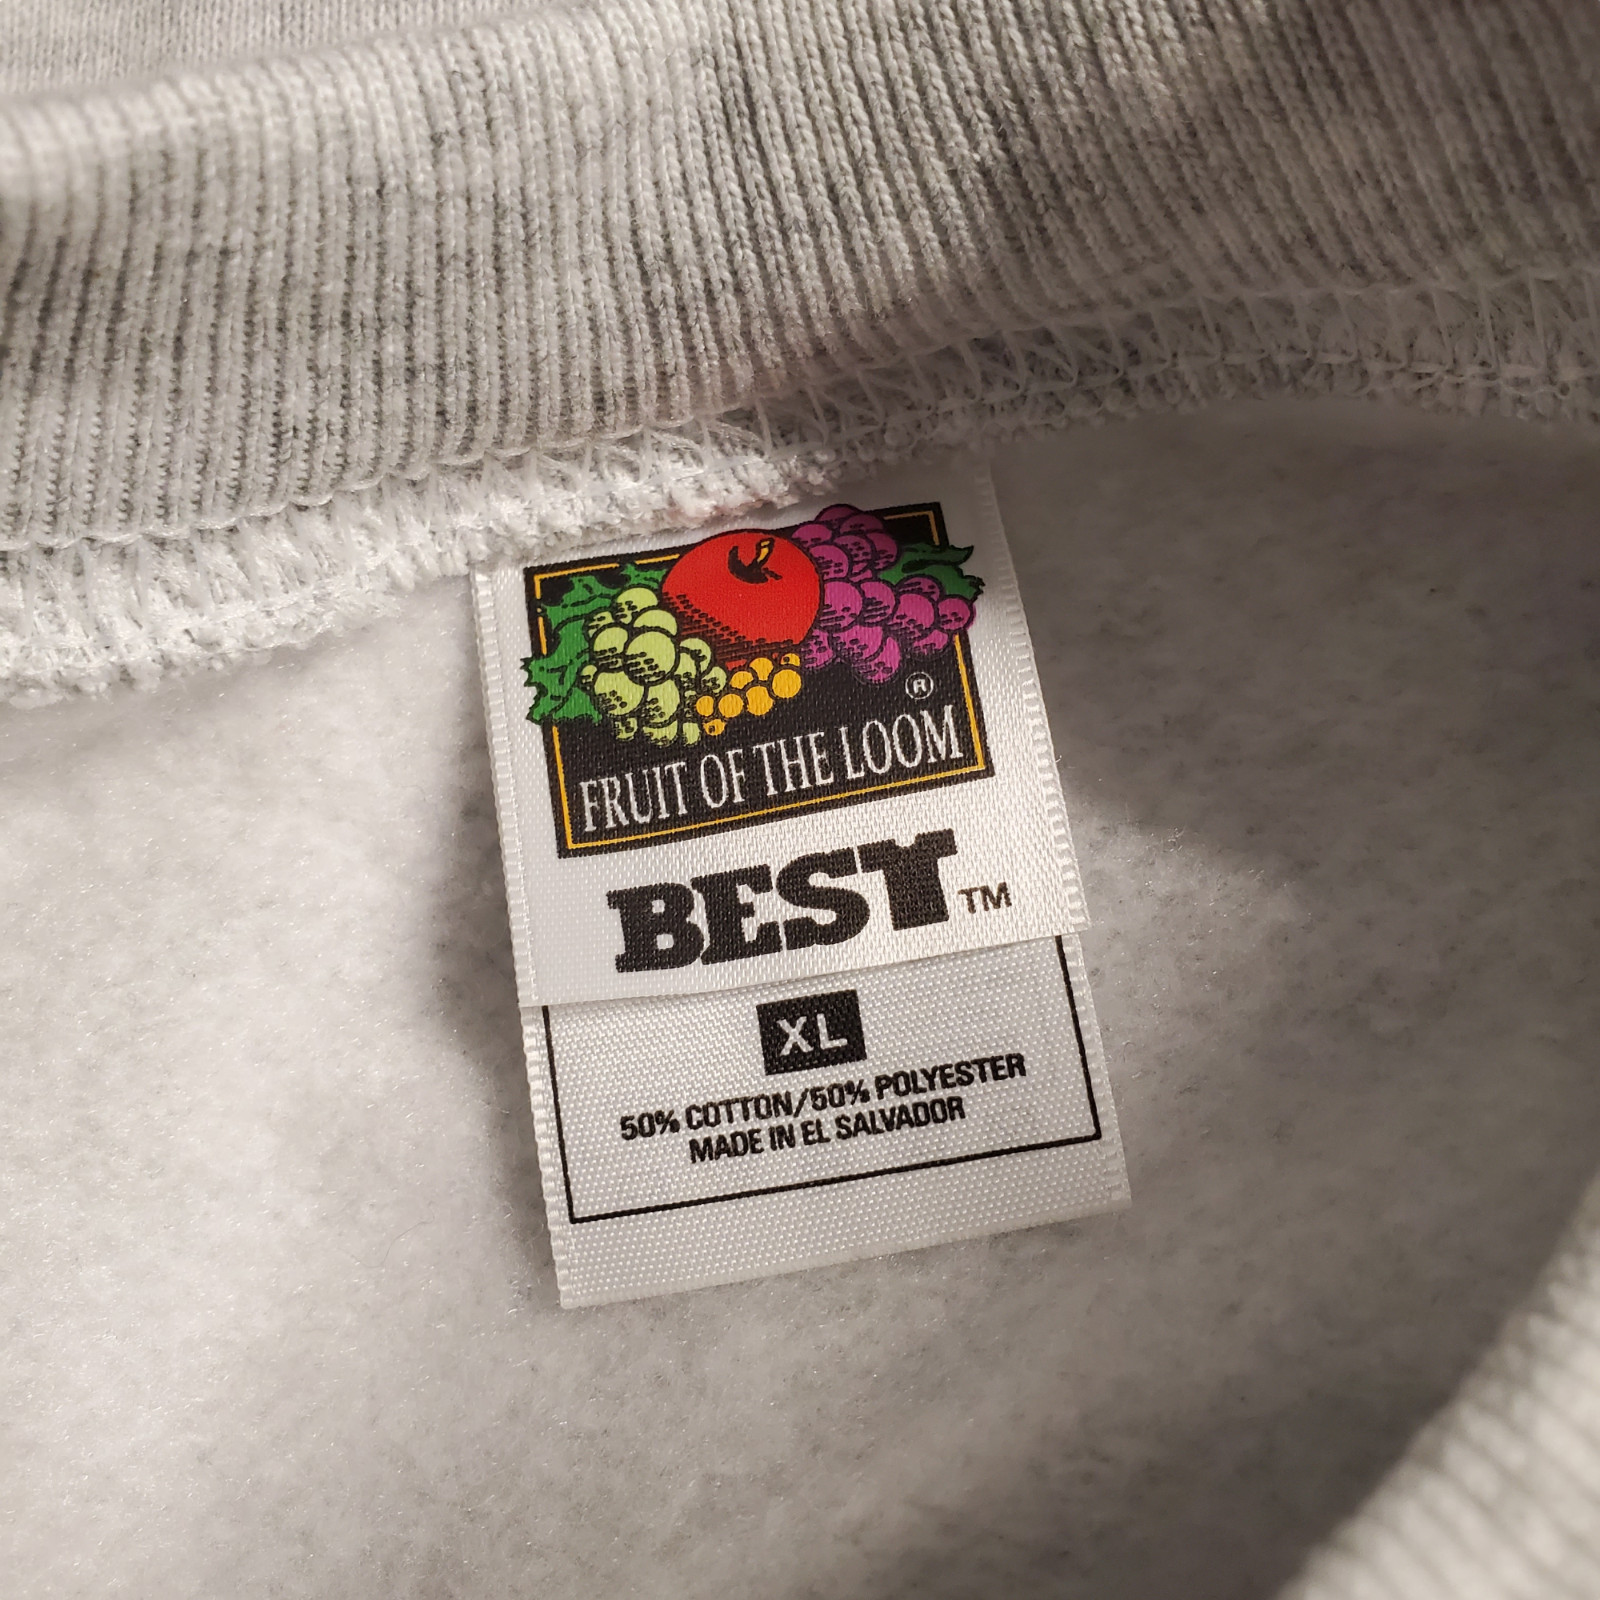 ®
FRUIT OF THE LOOM
BEST™
XL
50% COTTON/50% POLYESTER
MADE IN EL SALVADOR